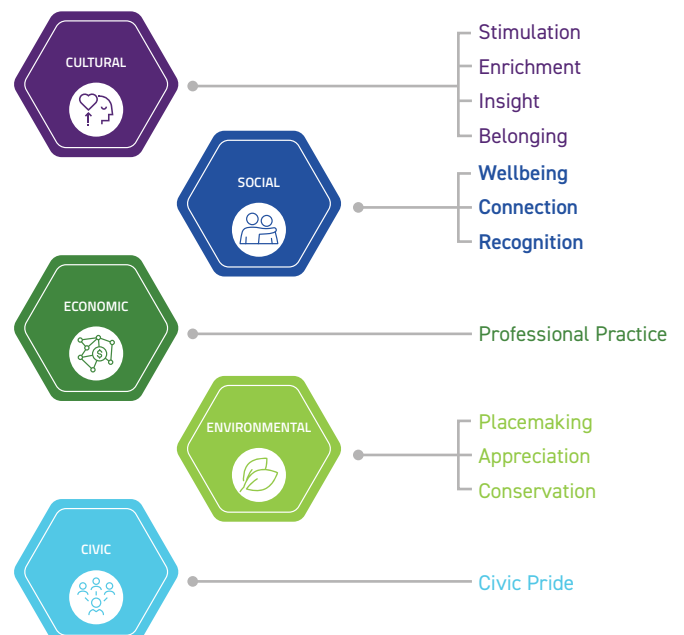 CULTURAL
Stimulation
Enrichment
Insight
Belonging
SOCIAL
Wellbeing
Connection
Recognition
ECONOMIC
$
Professional Practice
ENVIRONMENTAL
Placemaking
Appreciation
Conservation
CIVIC
Civic Pride